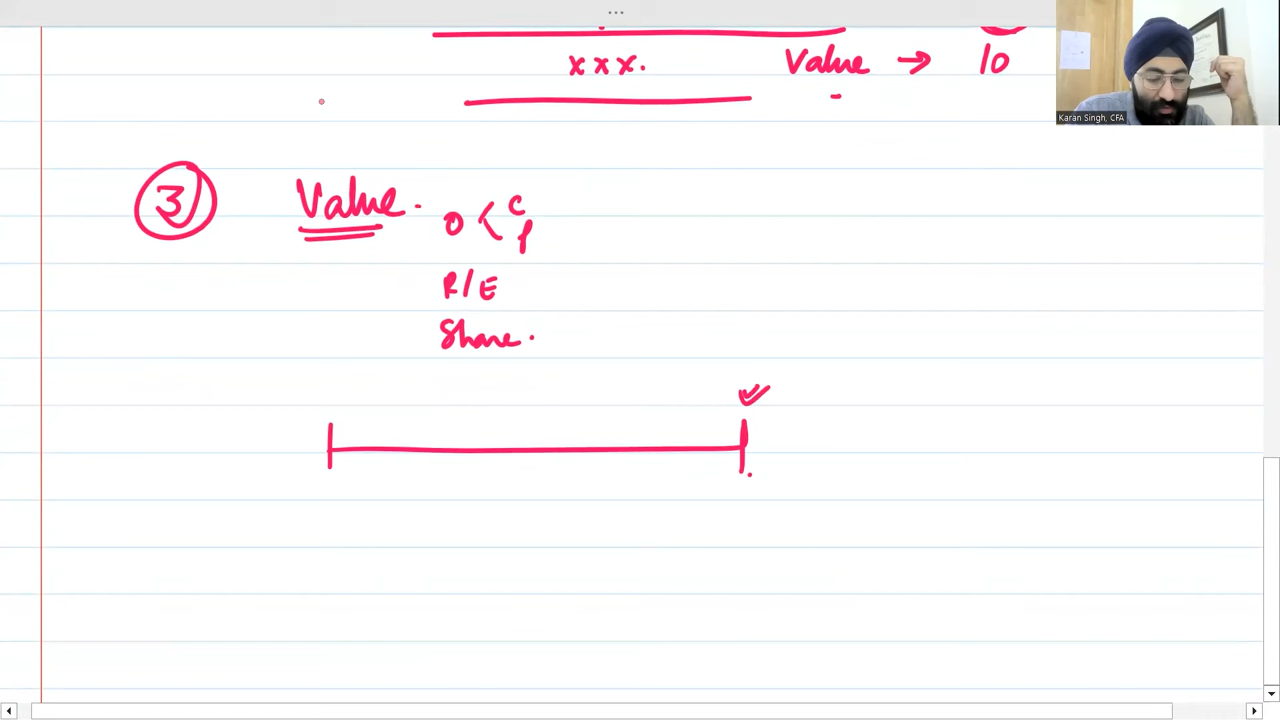 xxx. Value → 10
Karan Singh, CFA
③ Value.
O < C
P
R/E
Share.